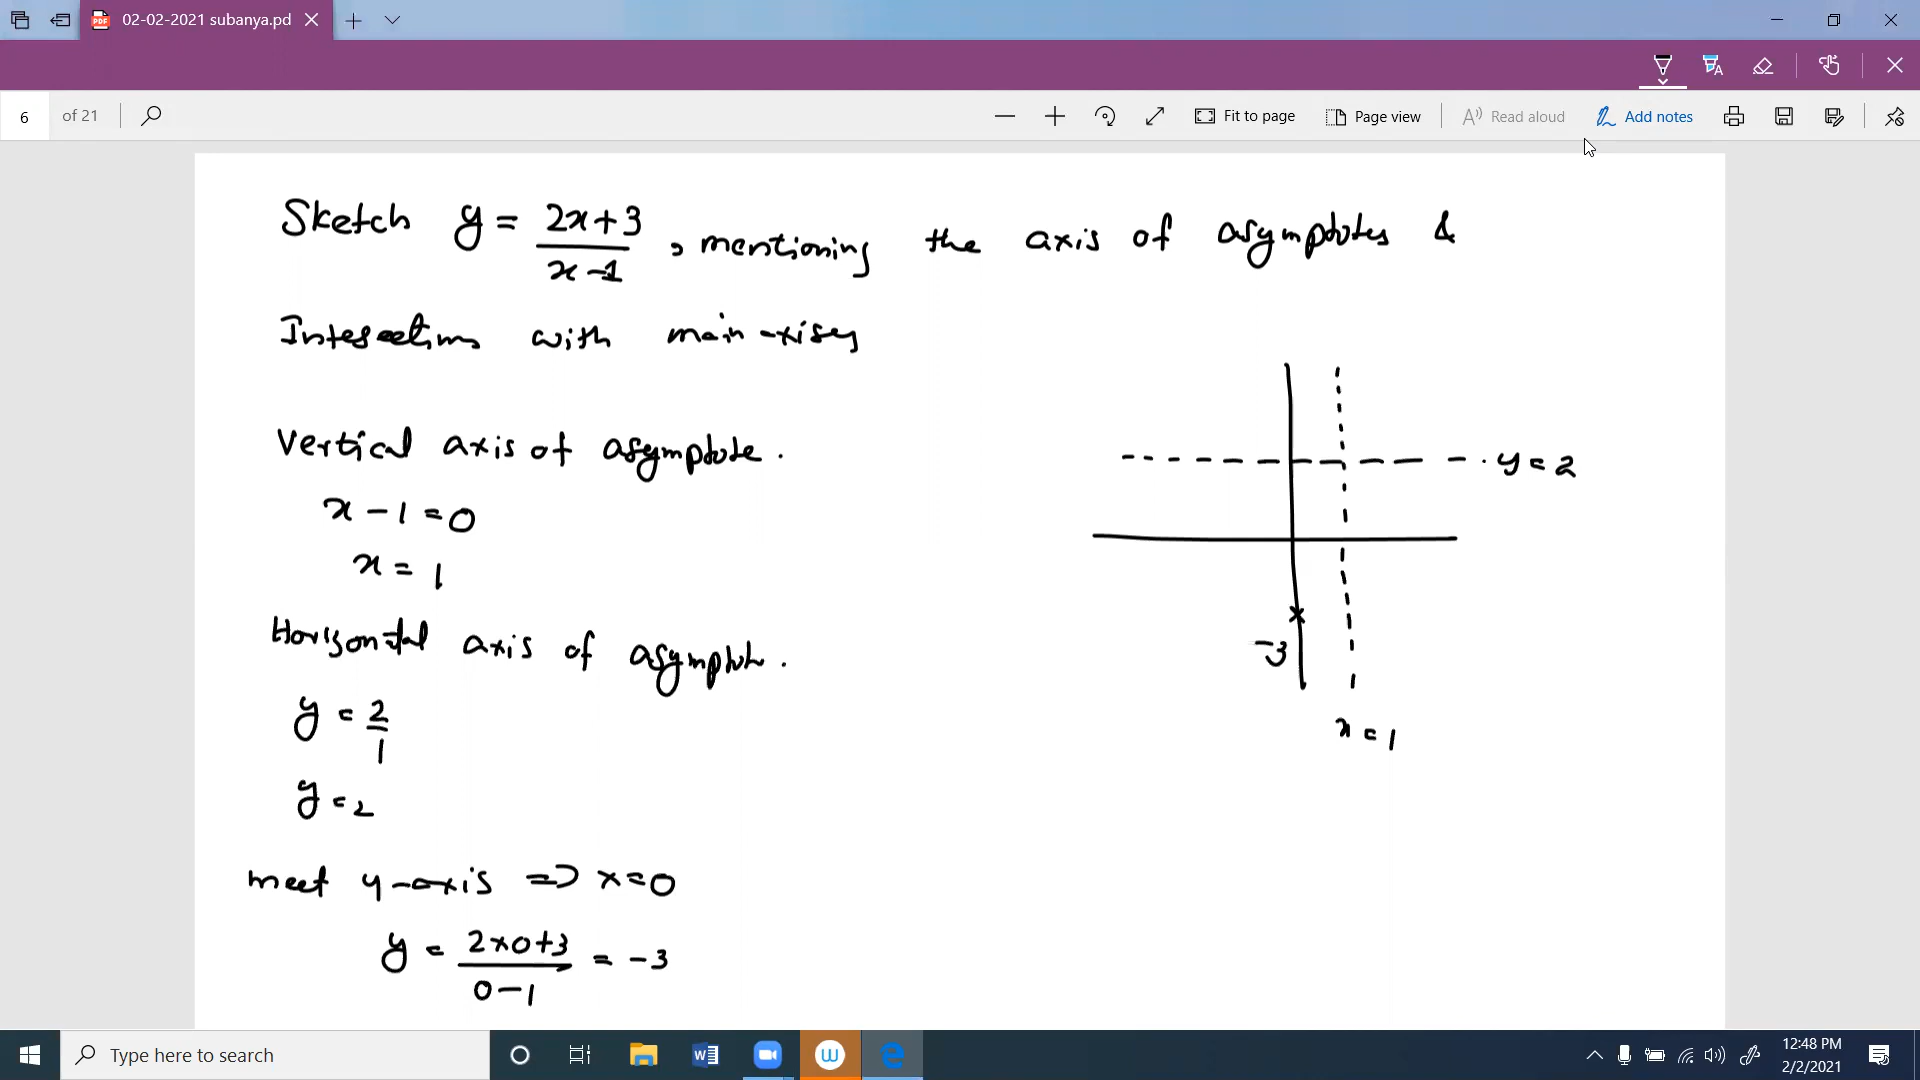 02-02-2021 subanya.pd
6 of 21
Fit to page
Page view
Read aloud
Add notes
Sketch y = 2x+3 / x-1 , mentioning the axis of asymptotes &
Intersections with main axises
Vertical axis of asymptote.
x - 1 = 0
x = 1
Horizontal axis of asymptote.
y = 2/1
y = 2
meet y-axis => x=0
y = 2x0+3 / 0-1 = -3
y = 2
-3
x = 1
Type here to search
12:48 PM
2/2/2021